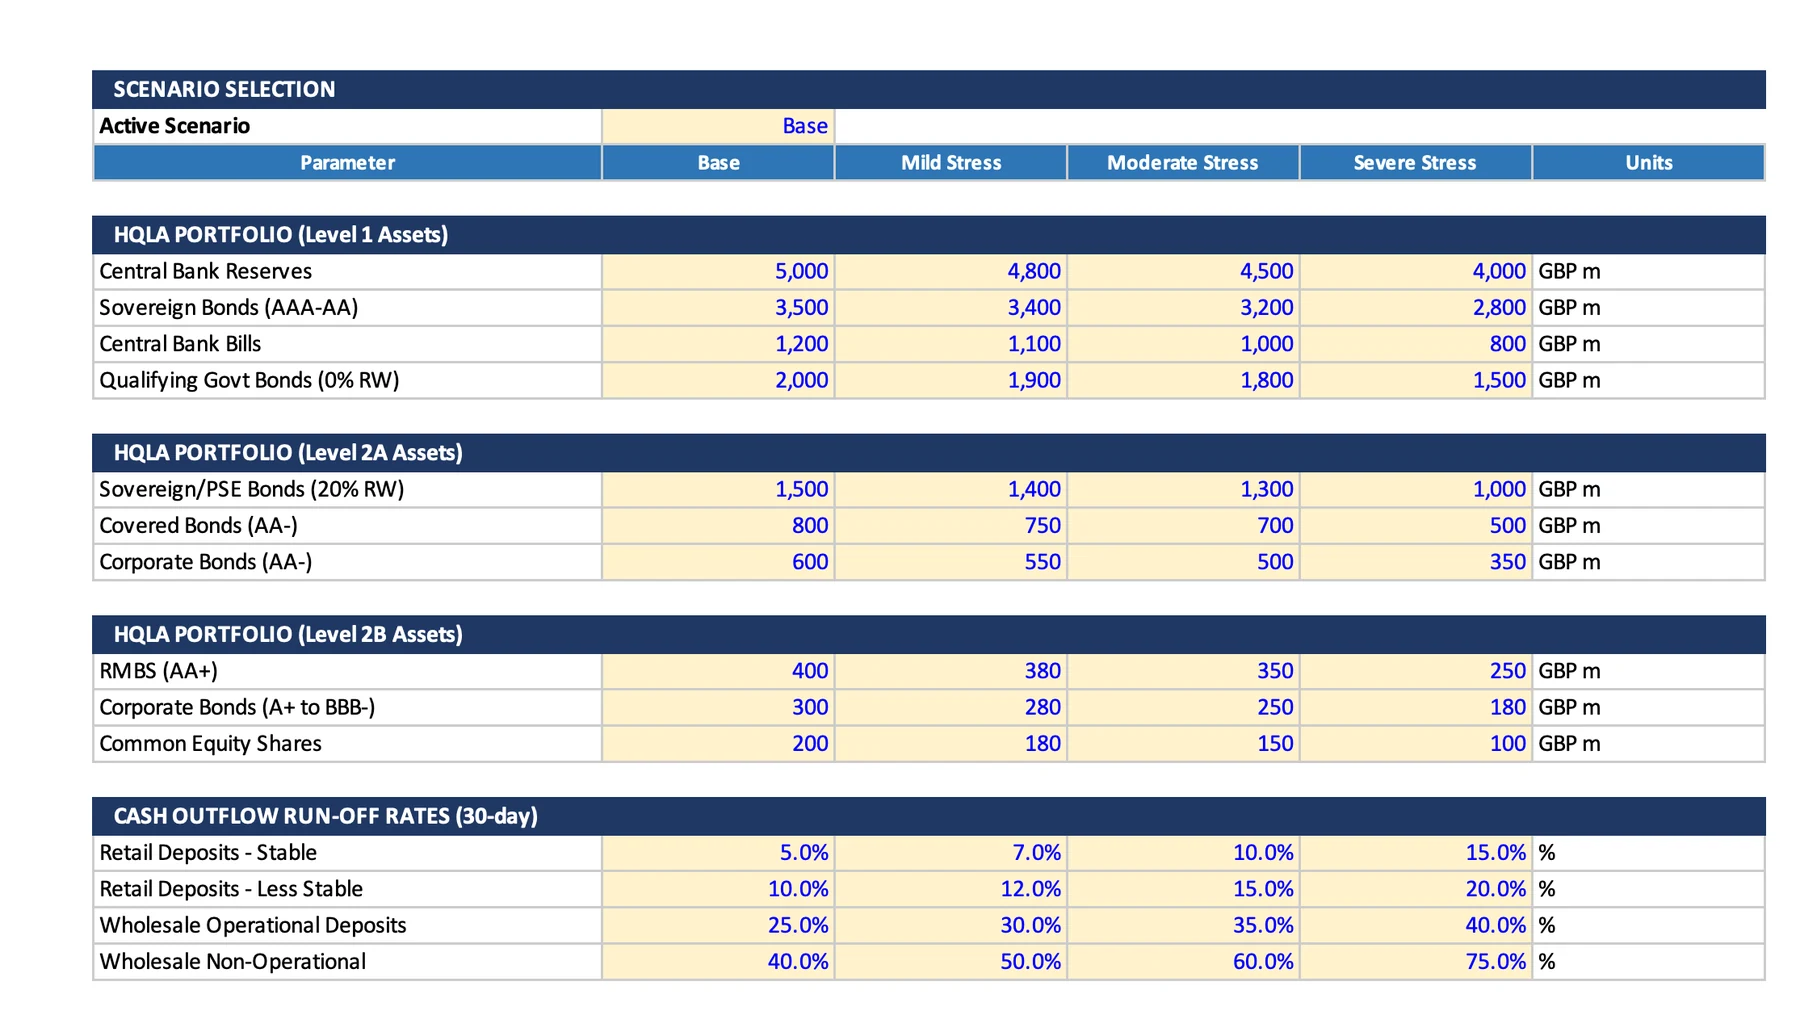 SCENARIO SELECTION
Active Scenario Base
Parameter Base Mild Stress Moderate Stress Severe Stress Units
HQLA PORTFOLIO (Level 1 Assets)
Central Bank Reserves 5,000 4,800 4,500 4,000 GBP m
Sovereign Bonds (AAA-AA) 3,500 3,400 3,200 2,800 GBP m
Central Bank Bills 1,200 1,100 1,000 800 GBP m
Qualifying Govt Bonds (0% RW) 2,000 1,900 1,800 1,500 GBP m
HQLA PORTFOLIO (Level 2A Assets)
Sovereign/PSE Bonds (20% RW) 1,500 1,400 1,300 1,000 GBP m
Covered Bonds (AA-) 800 750 700 500 GBP m
Corporate Bonds (AA-) 600 550 500 350 GBP m
HQLA PORTFOLIO (Level 2B Assets)
RMBS (AA+) 400 380 350 250 GBP m
Corporate Bonds (A+ to BBB-) 300 280 250 180 GBP m
Common Equity Shares 200 180 150 100 GBP m
CASH OUTFLOW RUN-OFF RATES (30-day)
Retail Deposits - Stable 5.0% 7.0% 10.0% 15.0% %
Retail Deposits - Less Stable 10.0% 12.0% 15.0% 20.0% %
Wholesale Operational Deposits 25.0% 30.0% 35.0% 40.0% %
Wholesale Non-Operational 40.0% 50.0% 60.0% 75.0% %